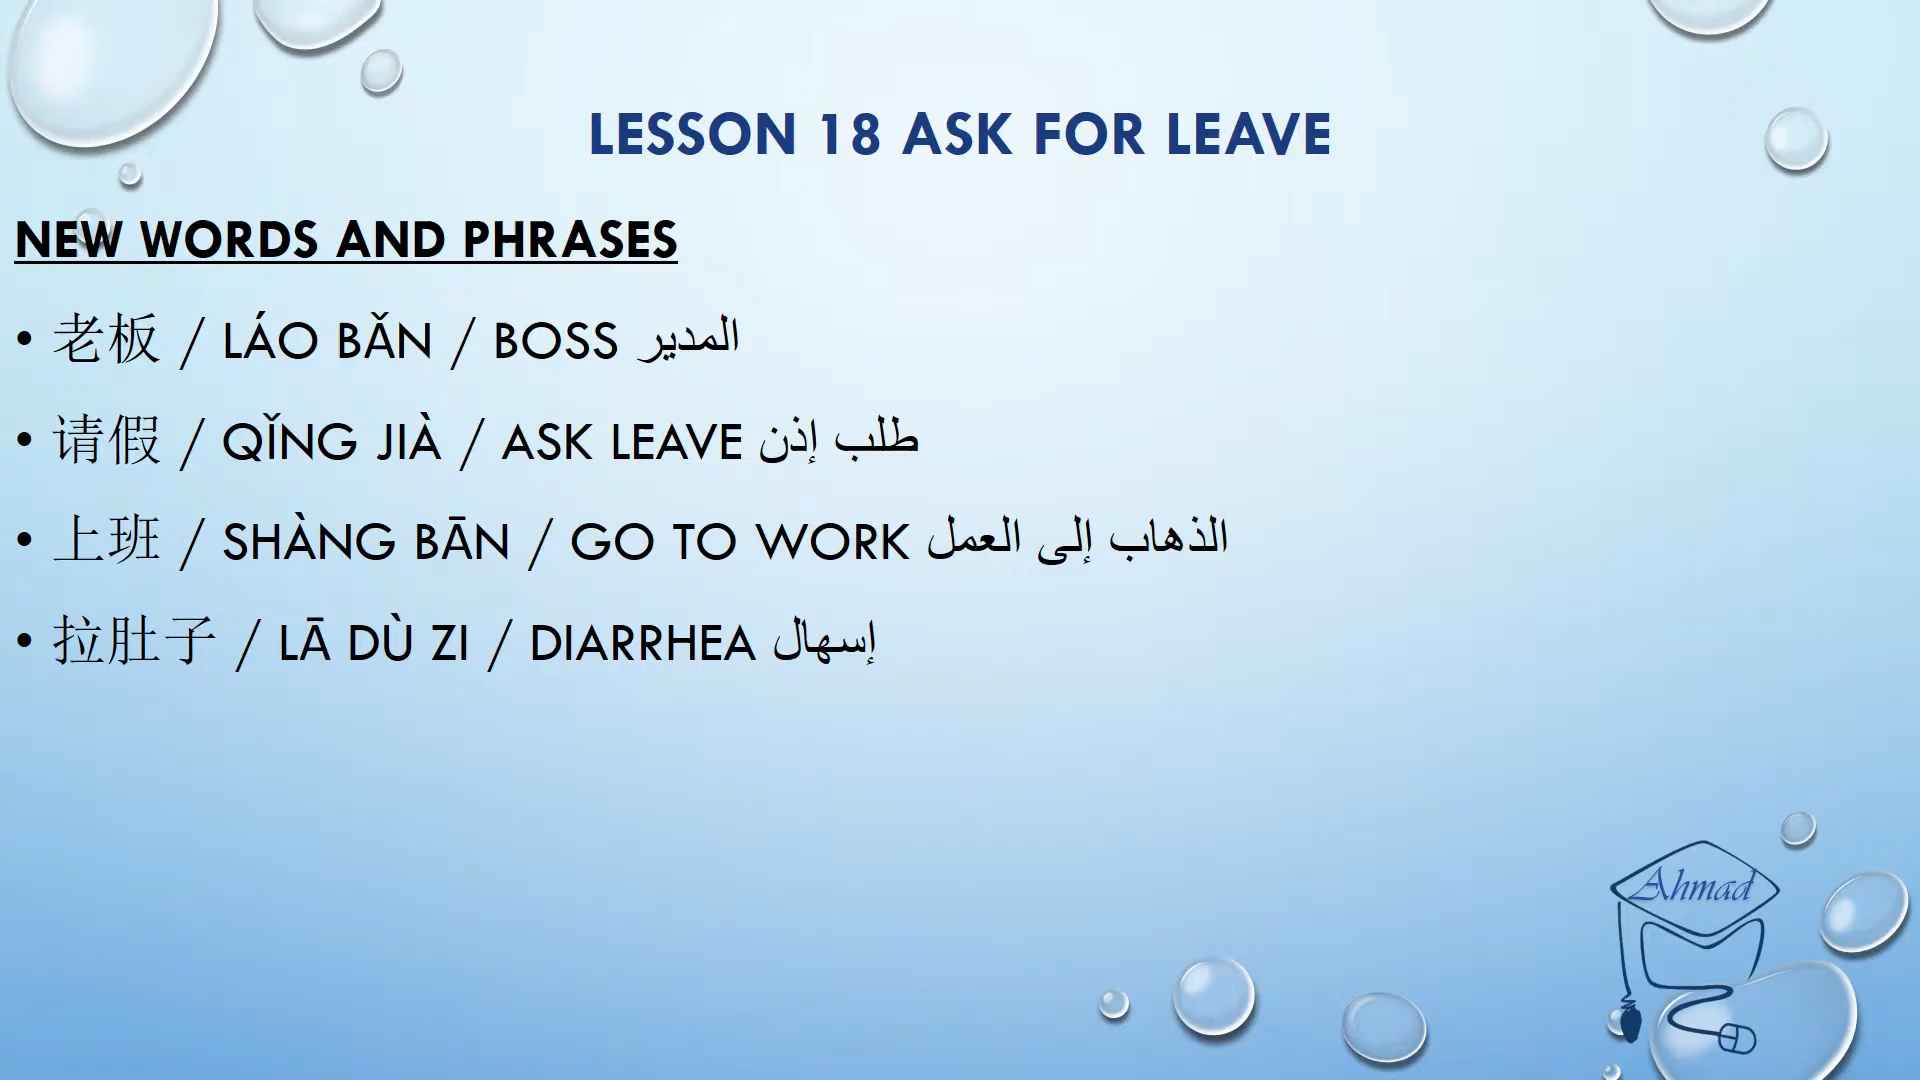 LESSON 18 ASK FOR LEAVE
NEW WORDS AND PHRASES
• 老板 / LÁO BǍN / BOSS المدير
• 请假 / QǏNG JIÀ / ASK LEAVE طلب إذن
• 上班 / SHÀNG BĀN / GO TO WORK الذهاب إلى العمل
• 拉肚子 / LĀ DÙ ZI / DIARRHEA إسهال
Ahmad